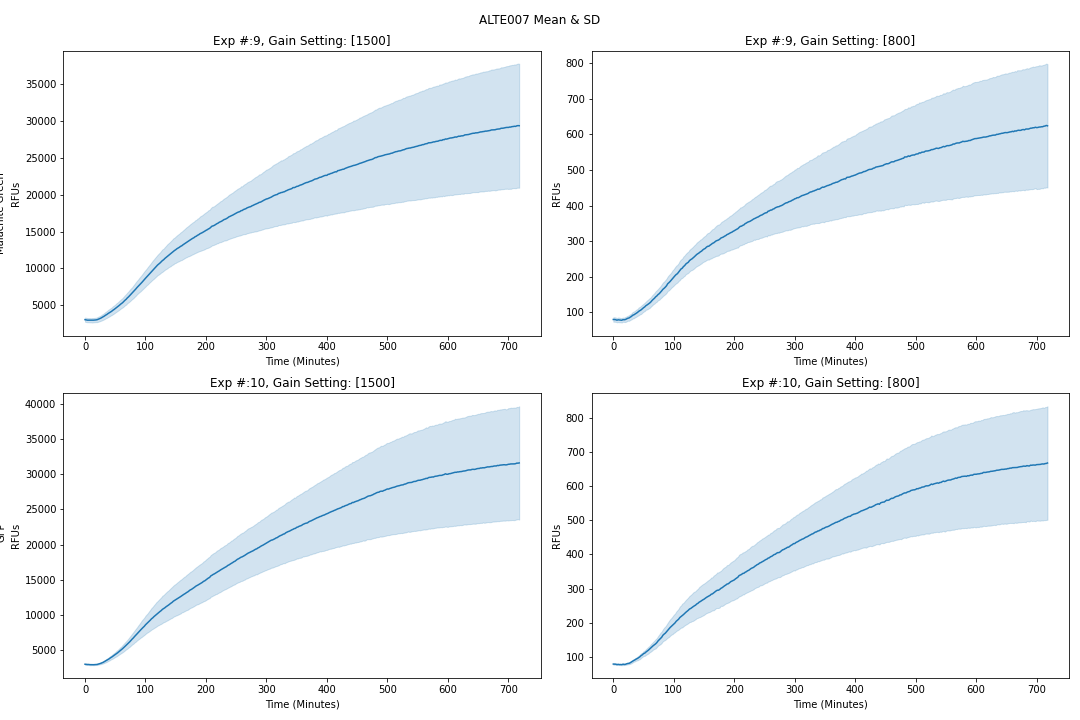 ALTE007 Mean & SD
Exp #:9, Gain Setting: [1500]
Malachite Green
RFUs
35000
30000
25000
20000
15000
10000
5000
0 100 200 300 400 500 600 700
Time (Minutes)
Exp #:9, Gain Setting: [800]
RFUs
800
700
600
500
400
300
200
100
0 100 200 300 400 500 600 700
Time (Minutes)
Exp #:10, Gain Setting: [1500]
GFP
RFUs
40000
35000
30000
25000
20000
15000
10000
5000
0 100 200 300 400 500 600 700
Time (Minutes)
Exp #:10, Gain Setting: [800]
RFUs
800
700
600
500
400
300
200
100
0 100 200 300 400 500 600 700
Time (Minutes)